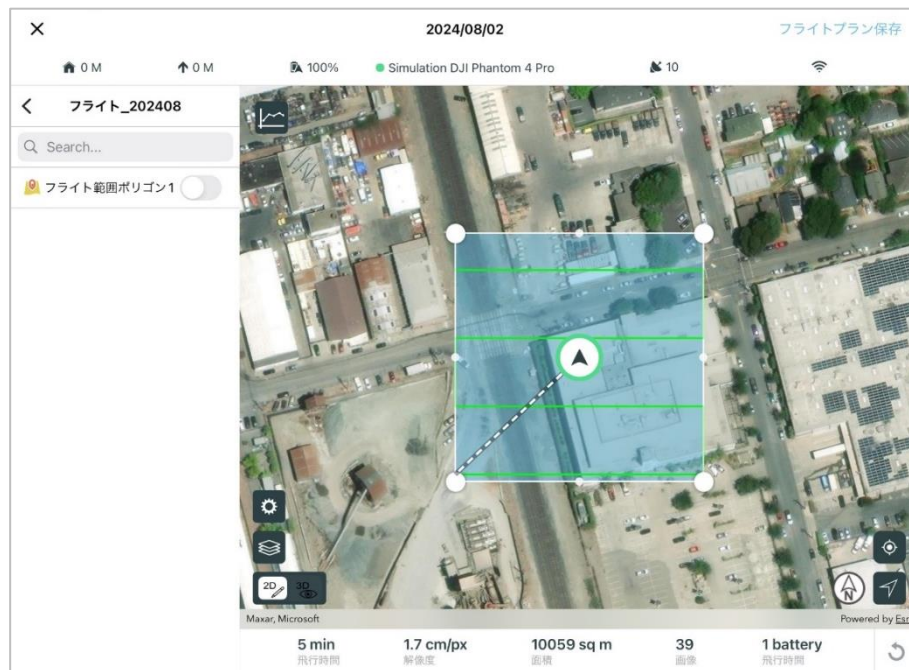 2024/08/02
フライトプラン保存
0 M
0 M
100%
Simulation DJI Phantom 4 Pro
10
フライト_202408
Search...
フライト範囲ポリゴン1
2D
3D
N
Maxar, Microsoft
Powered by Esri
5 min
飛行時間
1.7 cm/px
解像度
10059 sq m
面積
39
画像
1 battery
飛行時間